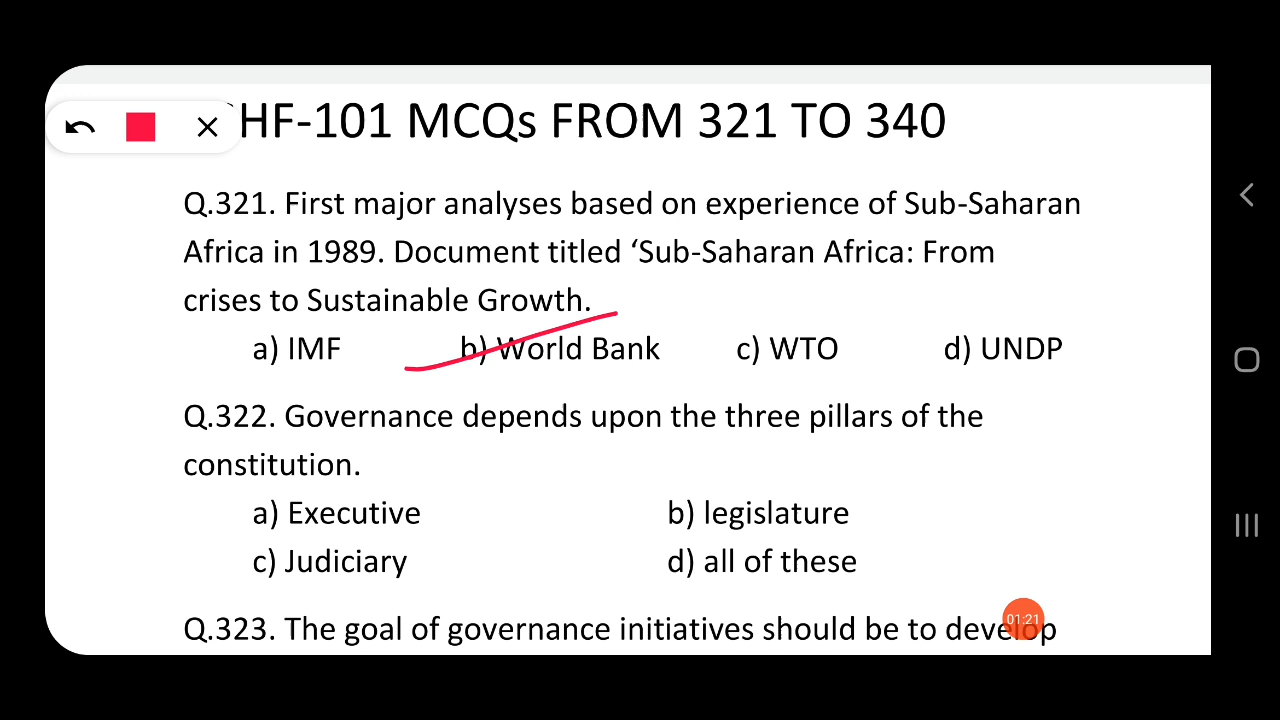 HF-101 MCQs FROM 321 TO 340
Q.321. First major analyses based on experience of Sub-Saharan
Africa in 1989. Document titled ‘Sub-Saharan Africa: From
crises to Sustainable Growth.
a) IMF b) World Bank c) WTO d) UNDP
Q.322. Governance depends upon the three pillars of the
constitution.
a) Executive b) legislature
c) Judiciary d) all of these
Q.323. The goal of governance initiatives should be to develop
01:21